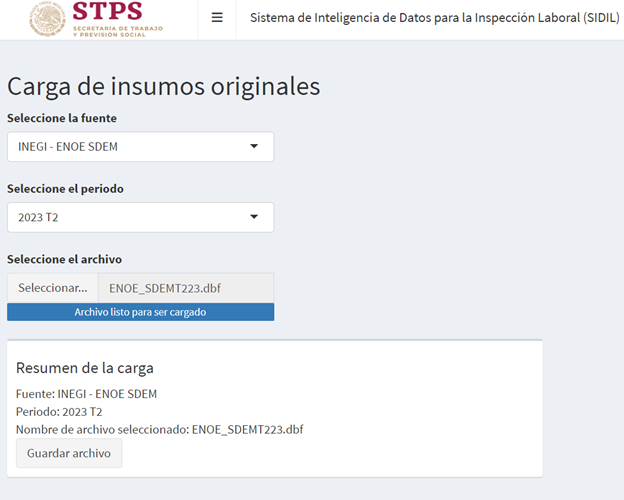 STPS
SECRETARÍA DE TRABAJO
Y PREVISIÓN SOCIAL
Sistema de Inteligencia de Datos para la Inspección Laboral (SIDIL)
Carga de insumos originales
Seleccione la fuente
INEGI - ENOE SDEM
Seleccione el periodo
2023 T2
Seleccione el archivo
Seleccionar... ENOE_SDEMT223.dbf
Archivo listo para ser cargado
Resumen de la carga
Fuente: INEGI - ENOE SDEM
Periodo: 2023 T2
Nombre de archivo seleccionado: ENOE_SDEMT223.dbf
Guardar archivo